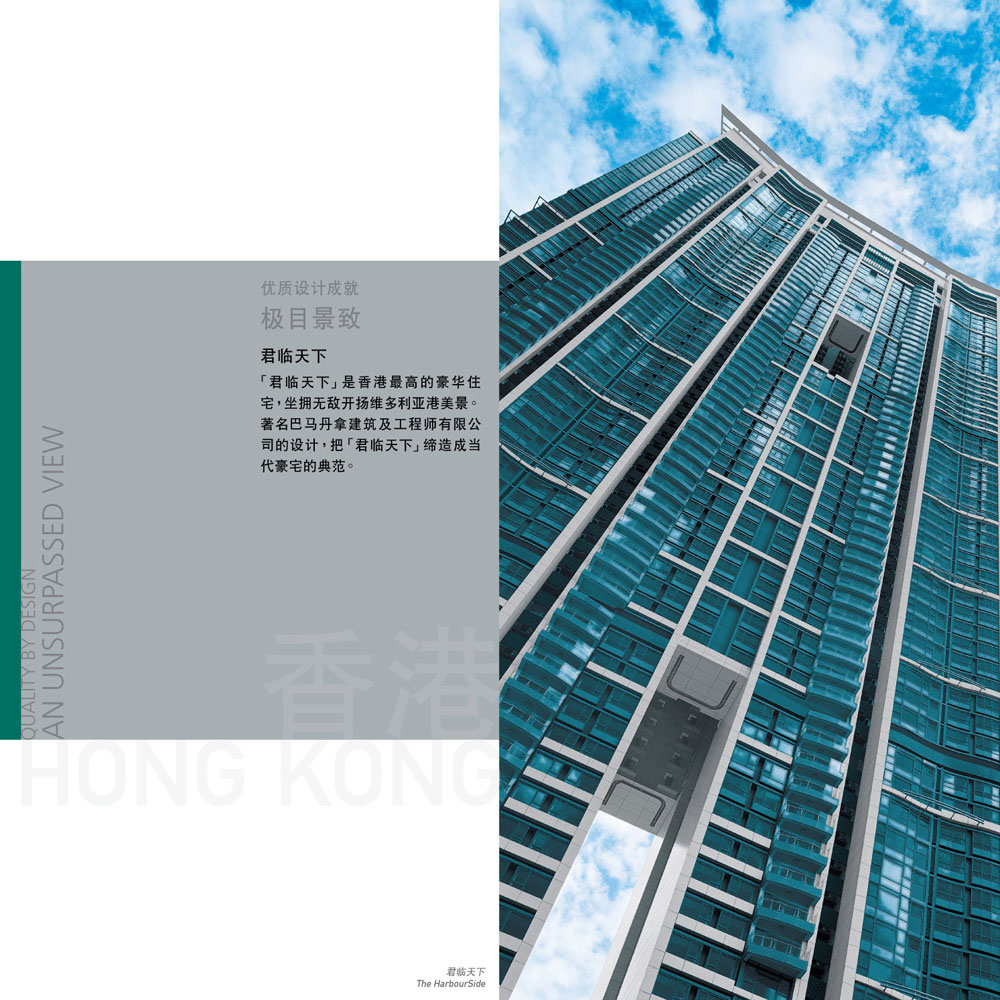 优质设计成就
极目景致
君临天下
「君临天下」是香港最高的豪华住
宅，坐拥无敌开扬维多利亚港美景。
著名巴马丹拿建筑及工程师有限公
司的设计，把「君临天下」缔造成当
代豪宅的典范。
QUALITY BY DESIGN
AN UNSURPASSED VIEW
香港
HONG KONG
君临天下
The HarbourSide